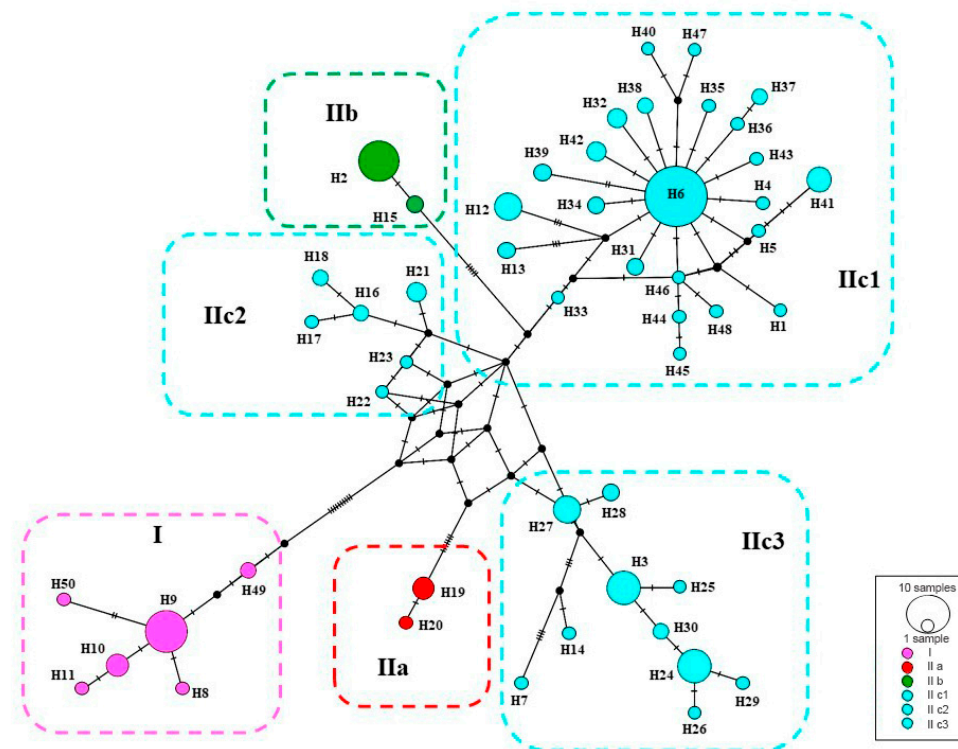 H40
H47
IIb
H38
H35
H37
H32
H36
H42
H43
H2
H39
H6
H4
H41
H15
H12
H34
H5
H18
H13
H31
IIc1
H21
H46
IIc2
H16
H33
H44
H48
H1
H17
H45
H23
H22
I
H27
H28
IIc3
H50
H49
H9
H3
H25
H19
H30
H10
H20
H14
H11
H8
IIa
H24
H7
H29
H26
10 samples
1 sample
I
II a
II b
II c1
II c2
II c3